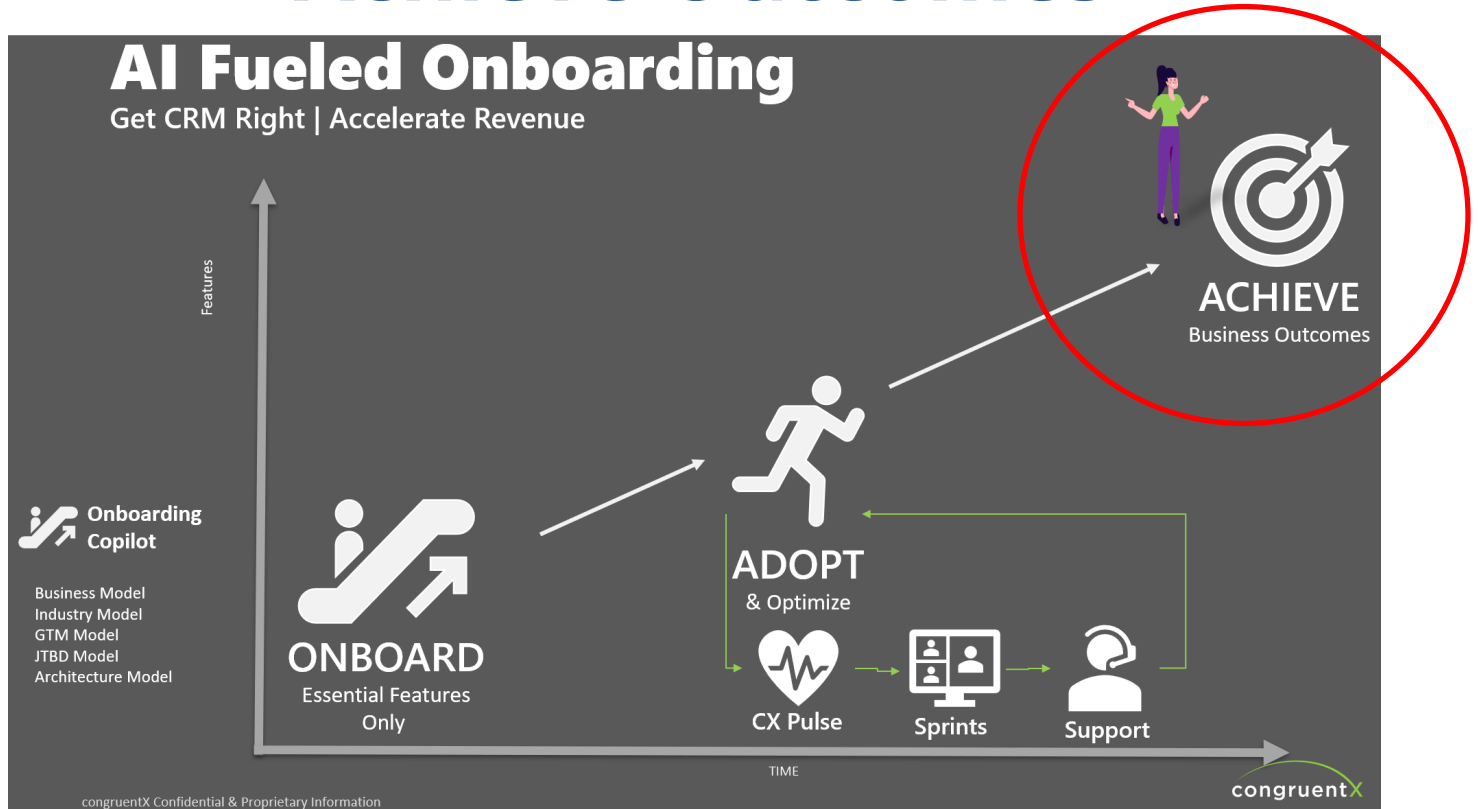 AI Fueled Onboarding
Get CRM Right | Accelerate Revenue
Features
ACHIEVE
Business Outcomes
Onboarding
Copilot
Business Model
Industry Model
GTM Model
JTBD Model
Architecture Model
ONBOARD
Essential Features
Only
ADOPT
& Optimize
CX Pulse
Sprints
Support
TIME
congruentX
congruentX Confidential & Proprietary Information